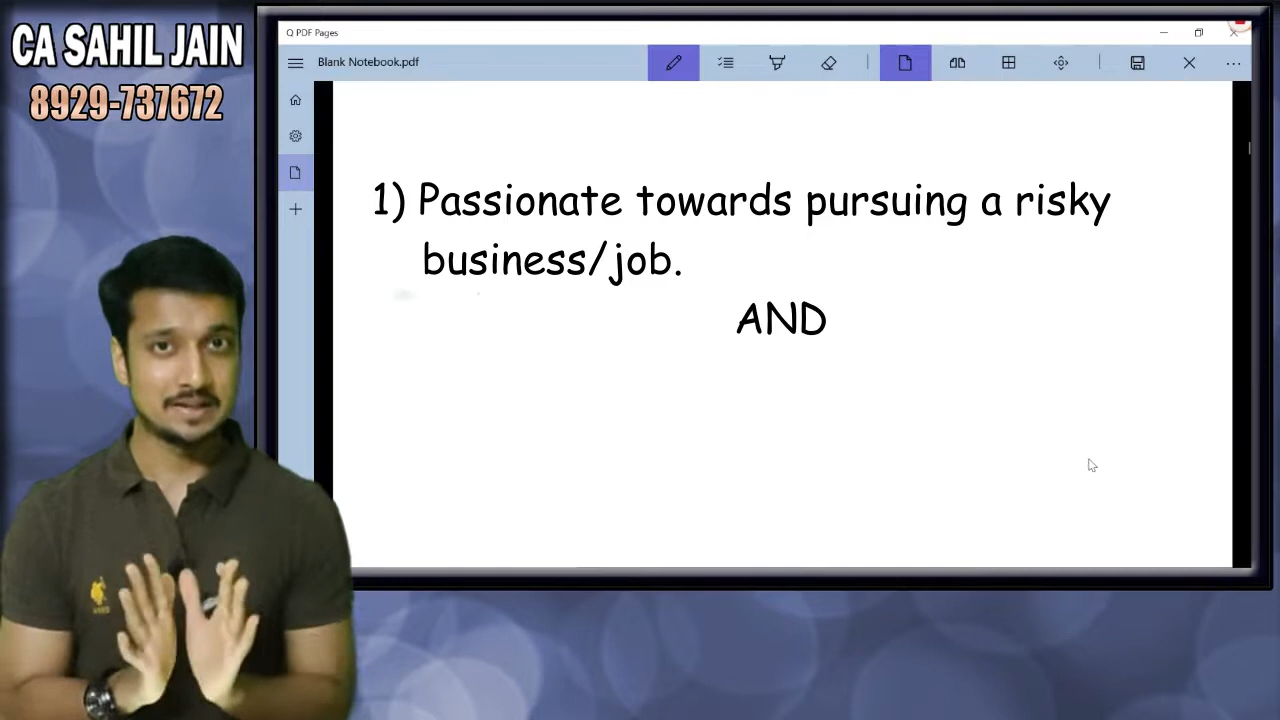 CA SAHIL JAIN
8929-737672
Q PDF Pages
Blank Notebook.pdf
1) Passionate towards pursuing a risky
business/job.
AND